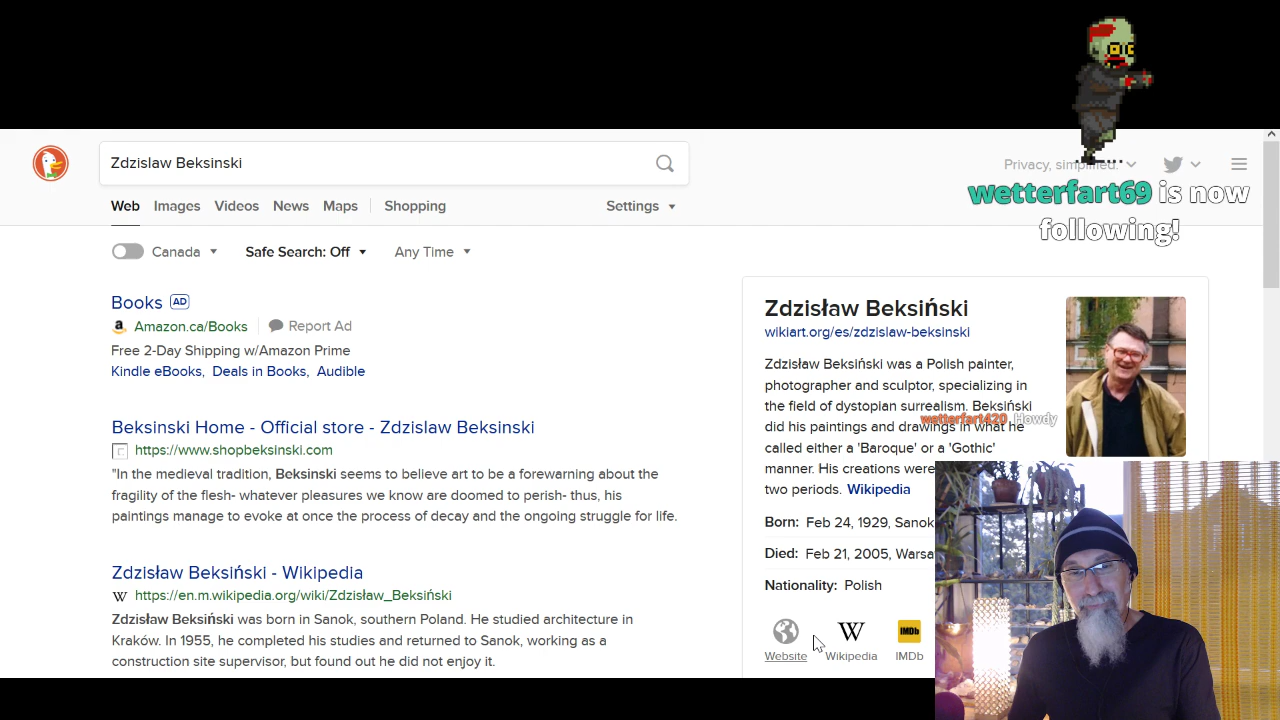 Zdzislaw Beksinski
Privacy, simplified.
wetterfart69 is now
following!
Web Images Videos News Maps Shopping Settings
Canada Safe Search: Off Any Time
Books AD
Amazon.ca/Books Report Ad
Free 2-Day Shipping w/Amazon Prime
Kindle eBooks, Deals in Books, Audible
Beksinski Home - Official store - Zdzislaw Beksinski
https://www.shopbeksinski.com
"In the medieval tradition, Beksinski seems to believe art to be a forewarning about the
fragility of the flesh- whatever pleasures we know are doomed to perish- thus, his
paintings manage to evoke at once the process of decay and the ongoing struggle for life.
Zdzisław Beksiński - Wikipedia
W https://en.m.wikipedia.org/wiki/Zdzisław_Beksiński
Zdzisław Beksiński was born in Sanok, southern Poland. He studied architecture in
Kraków. In 1955, he completed his studies and returned to Sanok, working as a
construction site supervisor, but found out he did not enjoy it.
Zdzisław Beksiński
wikiart.org/es/zdzislaw-beksinski
Zdzisław Beksiński was a Polish painter,
photographer and sculptor, specializing in
the field of dystopian surrealism. Beksiński
wetterfart420 Howdy
did his paintings and drawings in what he
called either a 'Baroque' or a 'Gothic'
manner. His creations were
two periods. Wikipedia
Born: Feb 24, 1929, Sanok
Died: Feb 21, 2005, Warsa
Nationality: Polish
W IMDb
Website Wikipedia IMDb